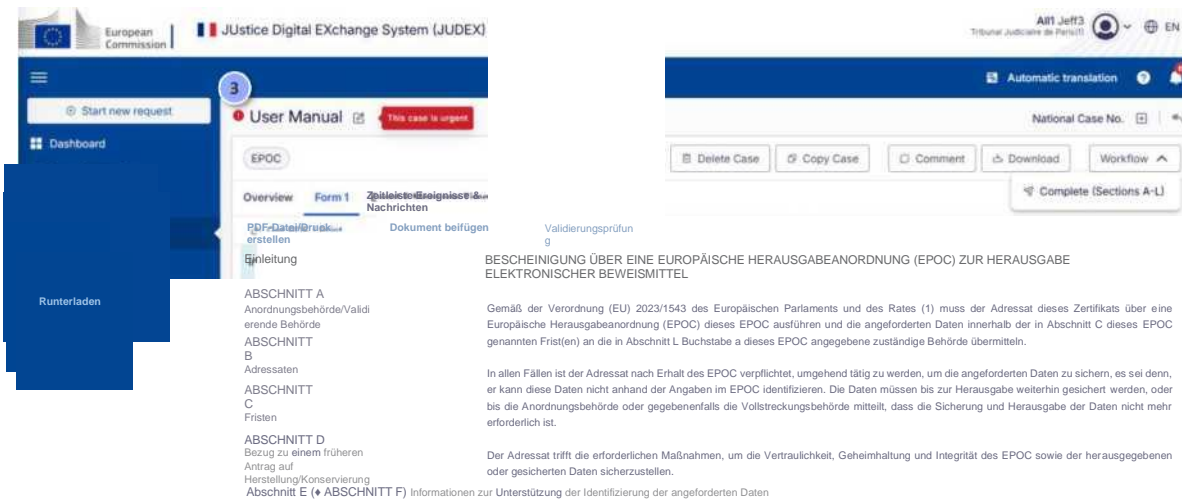 European
Commission
JUstice Digital EXchange System (JUDEX)
Alf1 Jeff3
Tribunal Judiciaire de Paris
EN
3
Automatic translation
Start new request
User Manual
This case is urgent
National Case No.
Dashboard
EPOC
Delete Case
Copy Case
Comment
Download
Workflow
Overview
Form 1
Zeitleiste Ereignisse &
Nachrichten
Complete (Sections A-L)
PDF-Datei/Druck
erstellen
Dokument beifügen
Validierungsprüfun
g
Einleitung
BESCHEINIGUNG ÜBER EINE EUROPÄISCHE HERAUSGABEANORDNUNG (EPOC) ZUR HERAUSGABE
ELEKTRONISCHER BEWEISMITTEL
Runterladen
ABSCHNITT A
Anordnungsbehörde/Validi
erende Behörde
ABSCHNITT
B
Adressaten
ABSCHNITT
C
Fristen
ABSCHNITT D
Bezug zu einem früheren
Antrag auf
Herstellung/Konservierung
Gemäß der Verordnung (EU) 2023/1543 des Europäischen Parlaments und des Rates (1) muss der Adressat dieses Zertifikats über eine
Europäische Herausgabeanordnung (EPOC) dieses EPOC ausführen und die angeforderten Daten innerhalb der in Abschnitt C dieses EPOC
genannten Frist(en) an die in Abschnitt L Buchstabe a dieses EPOC angegebene zuständige Behörde übermitteln.
In allen Fällen ist der Adressat nach Erhalt des EPOC verpflichtet, umgehend tätig zu werden, um die angeforderten Daten zu sichern, es sei denn,
er kann diese Daten nicht anhand der Angaben im EPOC identifizieren. Die Daten müssen bis zur Herausgabe weiterhin gesichert werden, oder
bis die Anordnungsbehörde oder gegebenenfalls die Vollstreckungsbehörde mitteilt, dass die Sicherung und Herausgabe der Daten nicht mehr
erforderlich ist.
Der Adressat trifft die erforderlichen Maßnahmen, um die Vertraulichkeit, Geheimhaltung und Integrität des EPOC sowie der herausgegebenen
oder gesicherten Daten sicherzustellen.
Abschnitt E (♦ ABSCHNITT F) Informationen zur Unterstützung der Identifizierung der angeforderten Daten